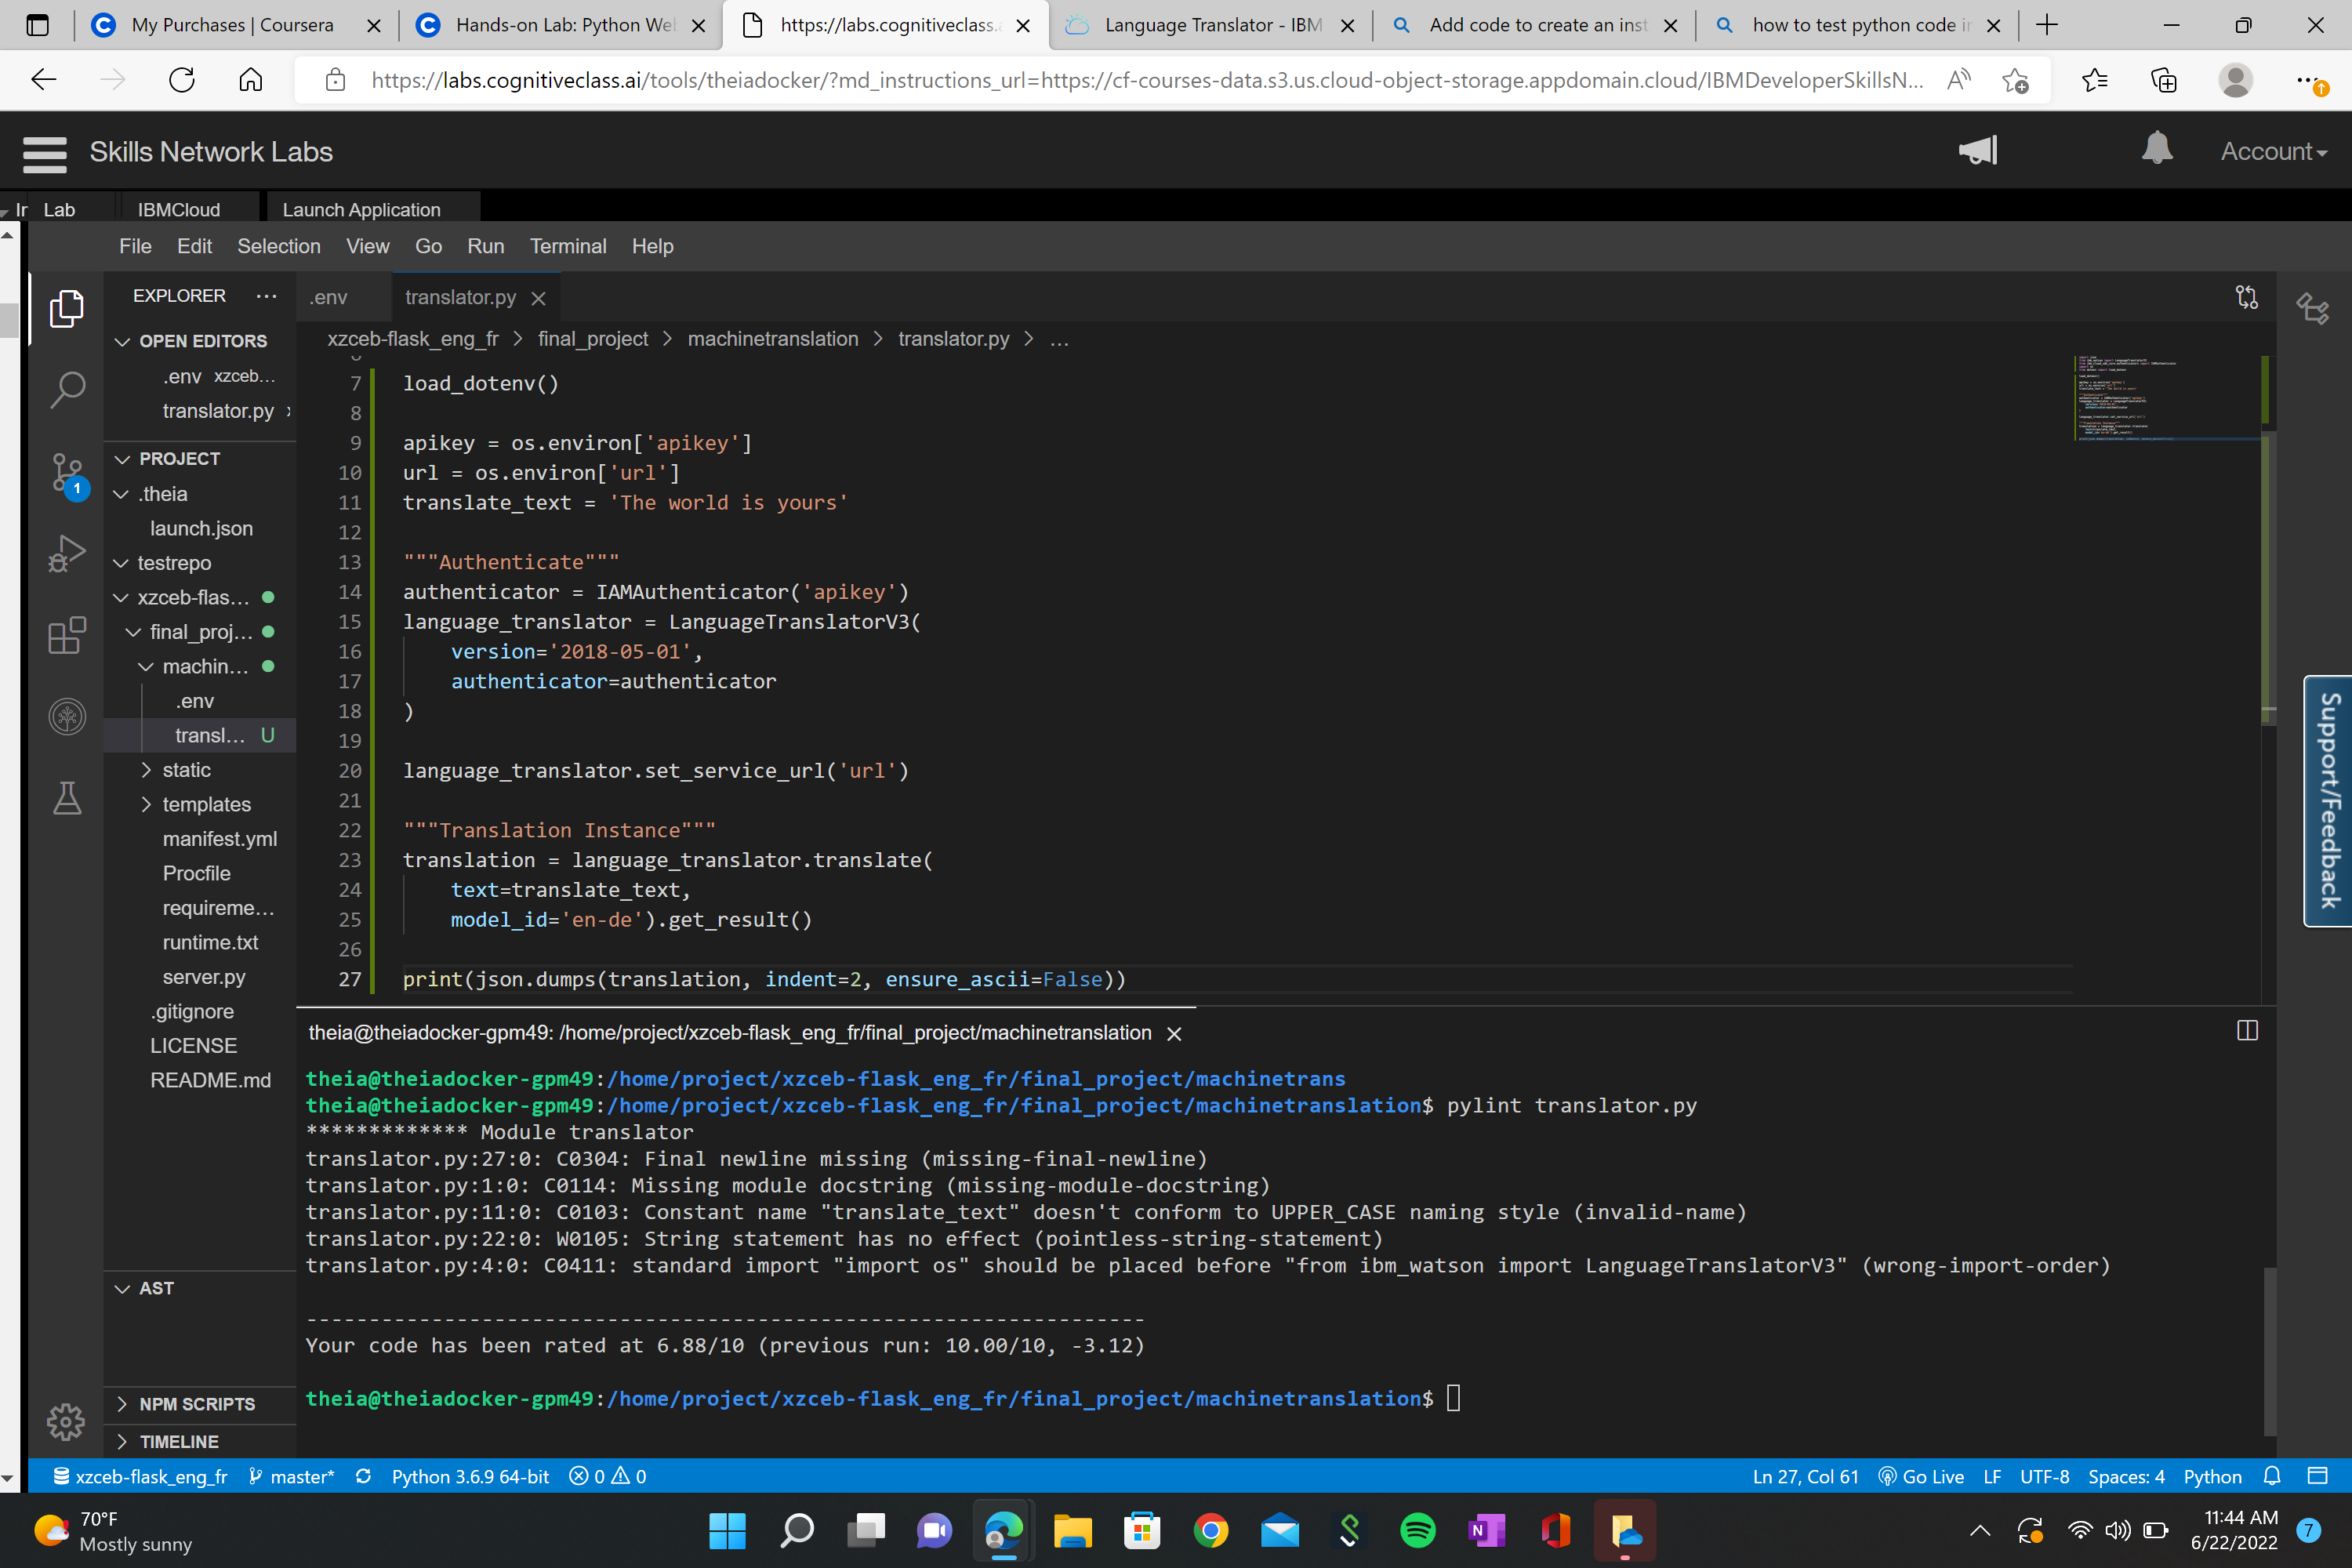 My Purchases | Coursera
Hands-on Lab: Python We
https://labs.cognitiveclass.a
Language Translator - IBM
Add code to create an inst
how to test python code i
https://labs.cognitiveclass.ai/tools/theiadocker/?md_instructions_url=https://cf-courses-data.s3.us.cloud-object-storage.appdomain.cloud/IBMDeveloperSkillsN...
Skills Network Labs
Account
Lab
IBMCloud
Launch Application
File Edit Selection View Go Run Terminal Help
EXPLORER
.env
translator.py
OPEN EDITORS
.env xzceb...
translator.py
PROJECT
.theia
launch.json
testrepo
xzceb-flas...
final_proj...
machin...
.env
transl... U
static
templates
manifest.yml
Procfile
requireme...
runtime.txt
server.py
.gitignore
LICENSE
README.md
AST
NPM SCRIPTS
TIMELINE
1
xzceb-flask_eng_fr > final_project > machinetranslation > translator.py > ...
7 load_dotenv()
8
9 apikey = os.environ['apikey']
10 url = os.environ['url']
11 translate_text = 'The world is yours'
12
13 """Authenticate"""
14 authenticator = IAMAuthenticator('apikey')
15 language_translator = LanguageTranslatorV3(
16 version='2018-05-01',
17 authenticator=authenticator
18 )
19
20 language_translator.set_service_url('url')
21
22 """Translation Instance"""
23 translation = language_translator.translate(
24 text=translate_text,
25 model_id='en-de').get_result()
26
27 print(json.dumps(translation, indent=2, ensure_ascii=False))
Support/Feedback
theia@theiadocker-gpm49: /home/project/xzceb-flask_eng_fr/final_project/machinetranslation
theia@theiadocker-gpm49:/home/project/xzceb-flask_eng_fr/final_project/machinetrans
theia@theiadocker-gpm49:/home/project/xzceb-flask_eng_fr/final_project/machinetranslation$ pylint translator.py
************* Module translator
translator.py:27:0: C0304: Final newline missing (missing-final-newline)
translator.py:1:0: C0114: Missing module docstring (missing-module-docstring)
translator.py:11:0: C0103: Constant name "translate_text" doesn't conform to UPPER_CASE naming style (invalid-name)
translator.py:22:0: W0105: String statement has no effect (pointless-string-statement)
translator.py:4:0: C0411: standard import "import os" should be placed before "from ibm_watson import LanguageTranslatorV3" (wrong-import-order)
-------------------------------------------------------------------
Your code has been rated at 6.88/10 (previous run: 10.00/10, -3.12)
theia@theiadocker-gpm49:/home/project/xzceb-flask_eng_fr/final_project/machinetranslation$
xzceb-flask_eng_fr master* Python 3.6.9 64-bit 0 0
Ln 27, Col 61 Go Live LF UTF-8 Spaces: 4 Python
70°F
Mostly sunny
11:44 AM
6/22/2022
7